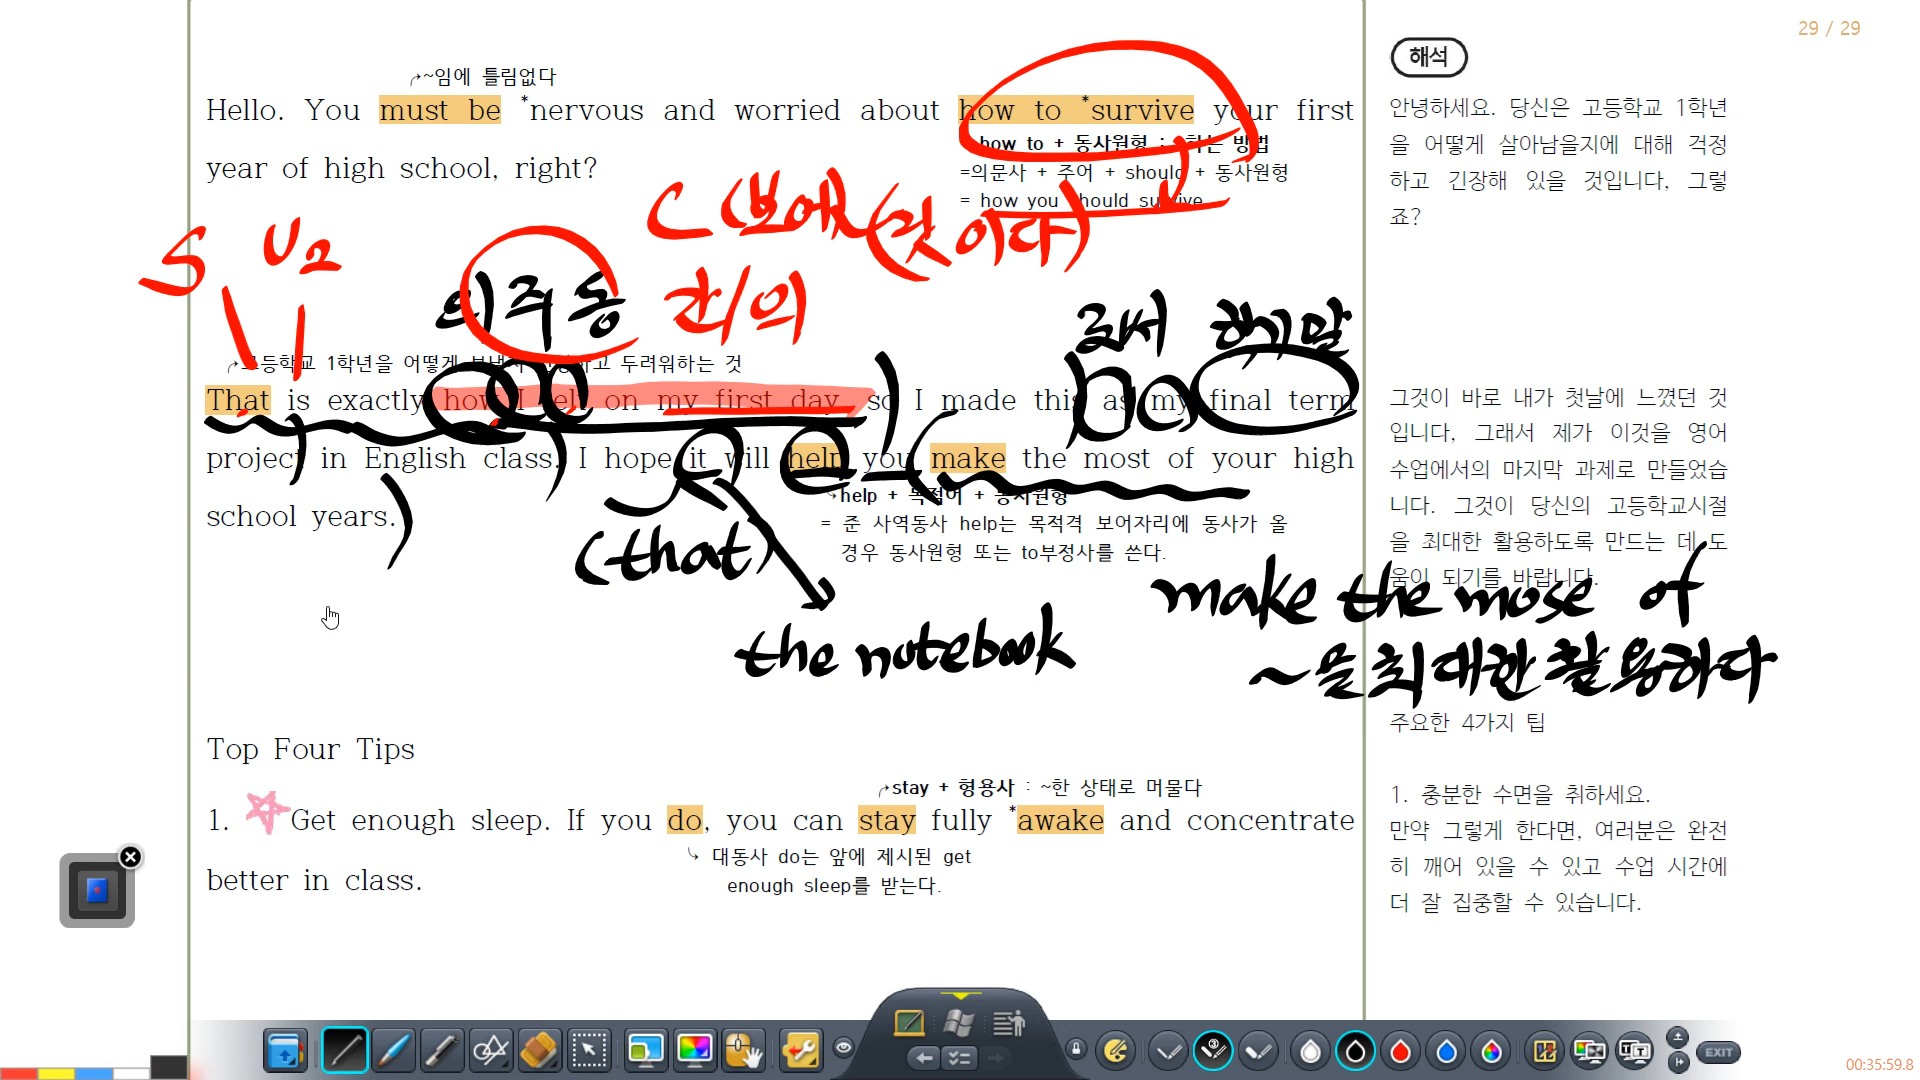 29 / 29
해석
~임에 틀림없다
Hello. You must be *nervous and worried about how to *survive your first
how to + 동사원형 : ~하는 방법
year of high school, right?
=의문사 + 주어 + should + 동사원형
= how you should survive
안녕하세요. 당신은 고등학교 1학년
을 어떻게 살아남을지에 대해 걱정
하고 긴장해 있을 것입니다, 그렇
죠?
S V2
C (보어) (것이다)
의주동 간/의
로써 학기말
고등학교 1학년을 어떻게 하고 두려워하는 것
That is exactly how I felt on my first day, so I made this as my final term
project in English class. I hope it will help you make the most of your high
help + 목적어 + 동사원형
school years.
= 준 사역동사 help는 목적격 보어자리에 동사가 올
경우 동사원형 또는 to부정사를 쓴다.
(that)
the notebook
make the mose of
~을 최대한 활용하다
그것이 바로 내가 첫날에 느꼈던 것
입니다, 그래서 제가 이것을 영어
수업에서의 마지막 과제로 만들었습
니다. 그것이 당신의 고등학교시절
을 최대한 활용하도록 만드는 데 도
움이 되기를 바랍니다.
Top Four Tips
주요한 4가지 팁
stay + 형용사 : ~한 상태로 머물다
1. Get enough sleep. If you do, you can stay fully *awake and concentrate
대동사 do는 앞에 제시된 get
enough sleep를 받는다.
better in class.
1. 충분한 수면을 취하세요.
만약 그렇게 한다면, 여러분은 완전
히 깨어 있을 수 있고 수업 시간에
더 잘 집중할 수 있습니다.
EXIT
00:35:59.8